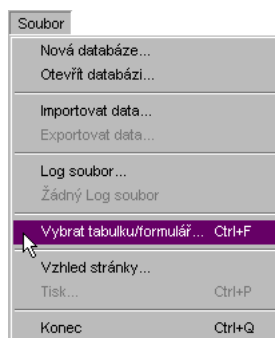 Soubor
Nová databáze...
Otevřít databázi...
Importovat data...
Exportovat data...
Log soubor...
Žádný Log soubor
Vybrat tabulku/formulář... Ctrl+F
Vzhled stránky...
Tisk... Ctrl+P
Konec Ctrl+Q